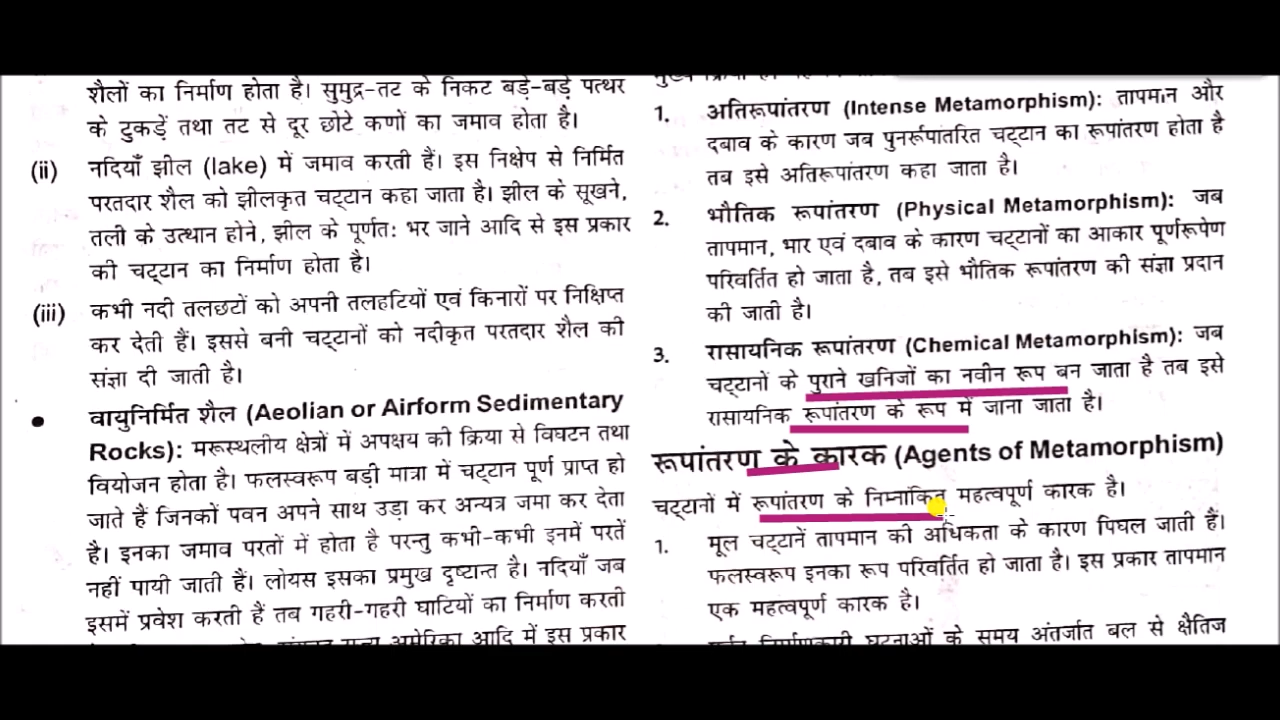 शैलों का निर्माण होता है। सुमुद्र-तट के निकट बड़े-बड़े पत्थर
के टुकड़ें तथा तट से दूर छोटे कणों का जमाव होता है।
(ii) नदियाँ झील (lake) में जमाव करती हैं। इस निक्षेप से निर्मित
परतदार शैल को झीलकृत चट्टान कहा जाता है। झील के सूखने,
तली के उत्थान होने, झील के पूर्णत: भर जाने आदि से इस प्रकार
की चट्टान का निर्माण होता है।
(iii) कभी नदी तलछटों को अपनी तलहटियों एवं किनारों पर निक्षिप्त
कर देती हैं। इससे बनी चट्टानों को नदीकृत परतदार शैल की
संज्ञा दी जाती है।
• वायुनिर्मित शैल (Aeolian or Airform Sedimentary
Rocks): मरूस्थलीय क्षेत्रों में अपक्षय की क्रिया से विघटन तथा
वियोजन होता है। फलस्वरूप बड़ी मात्रा में चट्टान पूर्ण प्राप्त हो
जाते हैं जिनकों पवन अपने साथ उड़ा कर अन्यत्र जमा कर देता
है। इनका जमाव परतों में होता है परन्तु कभी-कभी इनमें परतें
नहीं पायी जाती हैं। लोयस इसका प्रमुख दृष्टान्त है। नदियाँ जब
इसमें प्रवेश करती हैं तब गहरी-गहरी घाटियों का निर्माण करती
अमेरिका आदि में इस प्रकार
1. अतिरूपांतरण (Intense Metamorphism): तापमान और
दबाव के कारण जब पुनर्रूपांतरित चट्टान का रूपांतरण होता है
तब इसे अतिरूपांतरण कहा जाता है।
2. भौतिक रूपांतरण (Physical Metamorphism): जब
तापमान, भार एवं दबाव के कारण चट्टानों का आकार पूर्णरूपेण
परिवर्तित हो जाता है, तब इसे भौतिक रूपांतरण की संज्ञा प्रदान
की जाती है।
3. रासायनिक रूपांतरण (Chemical Metamorphism): जब
चट्टानों के पुराने खनिजों का नवीन रूप बन जाता है तब इसे
रासायनिक रूपांतरण के रूप में जाना जाता है।
रूपांतरण के कारक (Agents of Metamorphism)
चट्टानों में रूपांतरण के निम्नांकित महत्वपूर्ण कारक है।
1. मूल चट्टानें तापमान की अधिकता के कारण पिघल जाती हैं।
फलस्वरूप इनका रूप परिवर्तित हो जाता है। इस प्रकार तापमान
एक महत्वपूर्ण कारक है।
निर्माणकारी घटनाओं के समय अंतर्जात बल से क्षैतिज